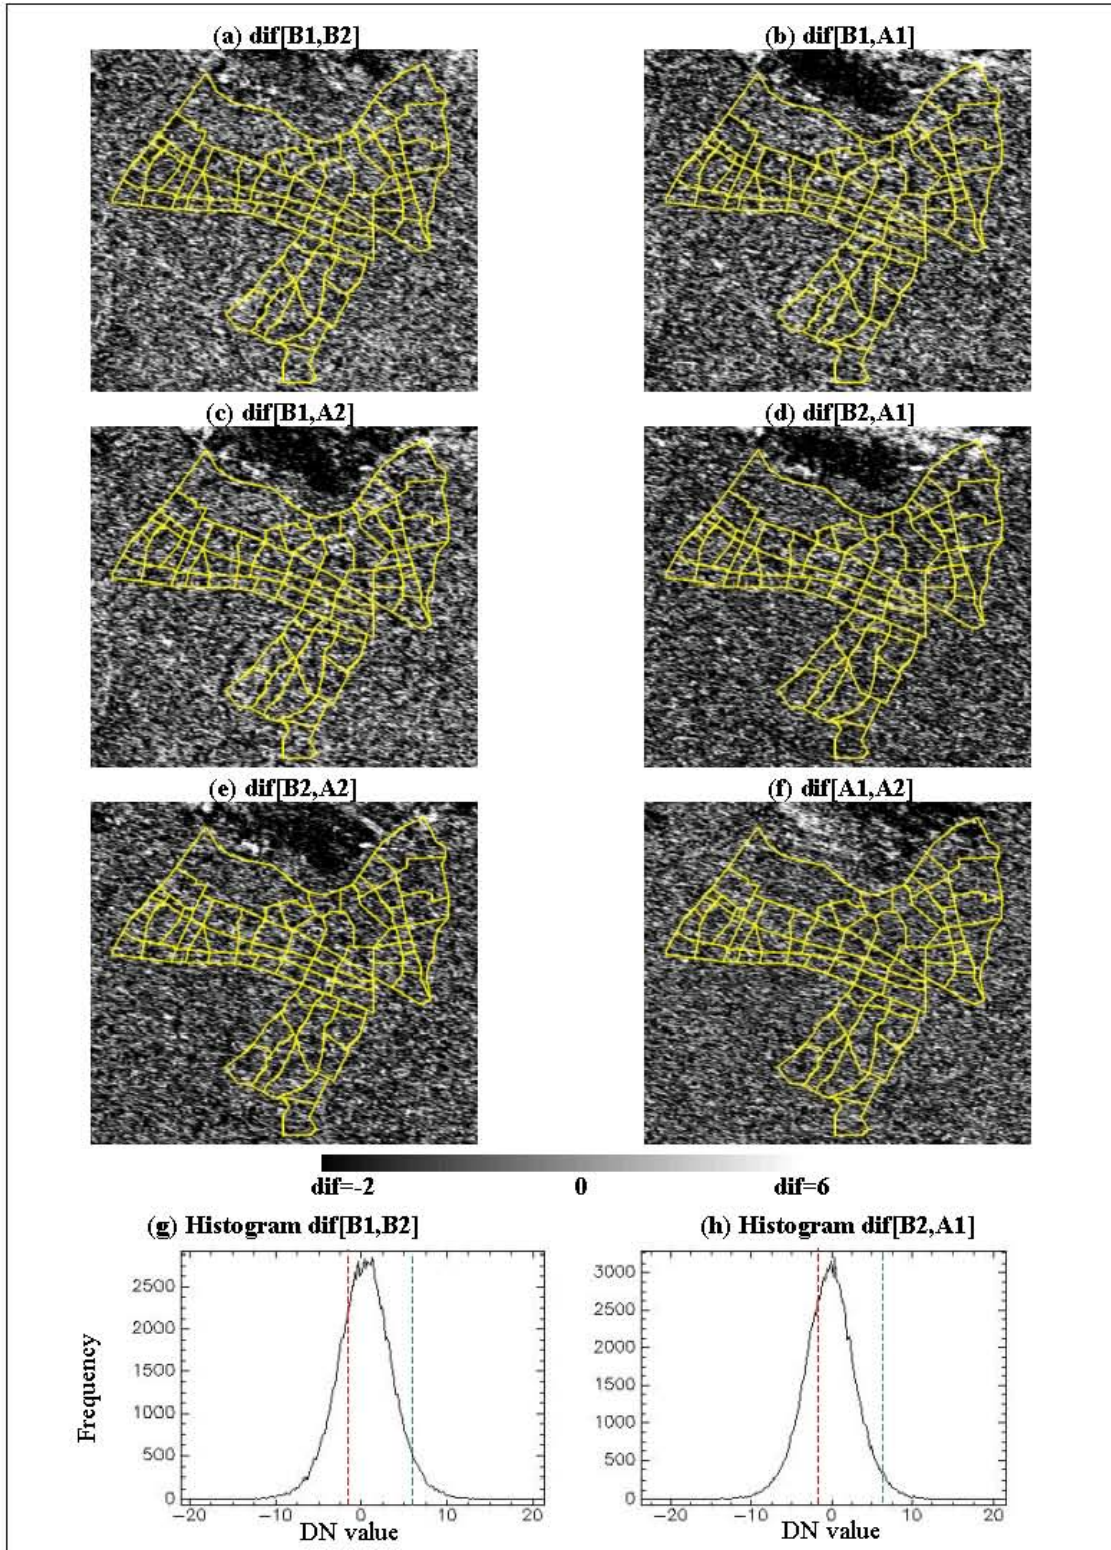 (a) dif[B1,B2] (b) dif[B1,A1]
(c) dif[B1,A2] (d) dif[B2,A1]
(e) dif[B2,A2] (f) dif[A1,A2]
dif=-2 0 dif=6
(g) Histogram dif[B1,B2] (h) Histogram dif[B2,A1]
2500
2000
1500
1000
500
0
Frequency
-20 -10 0 10 20
DN value
3000
2500
2000
1500
1000
500
0
-20 -10 0 10 20
DN value